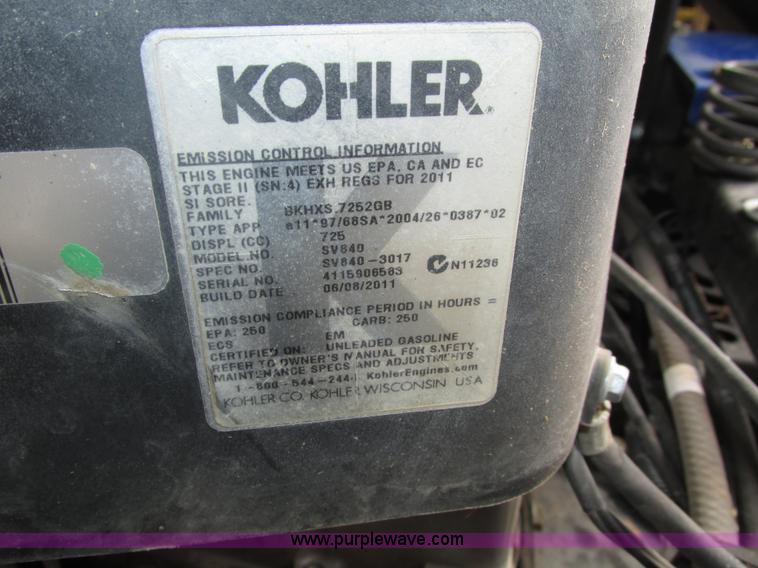 KOHLER®
EMISSION CONTROL INFORMATION
THIS ENGINE MEETS US EPA, CA AND EC
STAGE II (SN:4) EXH REGS FOR 2011
SI SORE.
FAMILY BKHXS.7252GB
TYPE APP e11*97/68SA*2004/26*0387*02
DISPL (CC) 725
MODEL NO. SV840
SPEC NO. SV840-3017
SERIAL NO. 4115906583 N11236
BUILD DATE 06/08/2011
EMISSION COMPLIANCE PERIOD IN HOURS =
EPA: 250 CARB: 250
ECS EM
CERTIFIED ON: UNLEADED GASOLINE
REFER TO OWNER'S MANUAL FOR SAFETY,
MAINTENANCE SPECS AND ADJUSTMENTS
1-800-544-244 KohlerEngines.com
KOHLER CO. KOHLER, WISCONSIN USA
www.purplewave.com